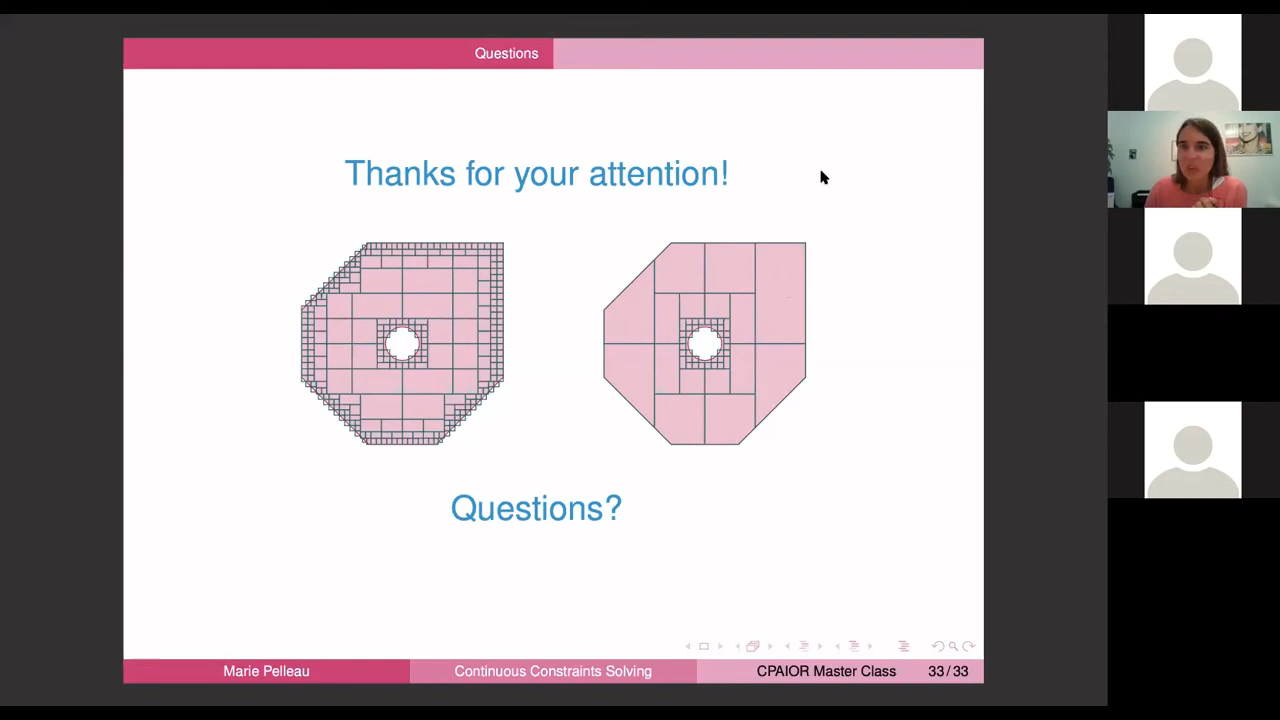 Questions
Thanks for your attention!
Questions?
Marie Pelleau
Continuous Constraints Solving
CPAIOR Master Class
33 / 33